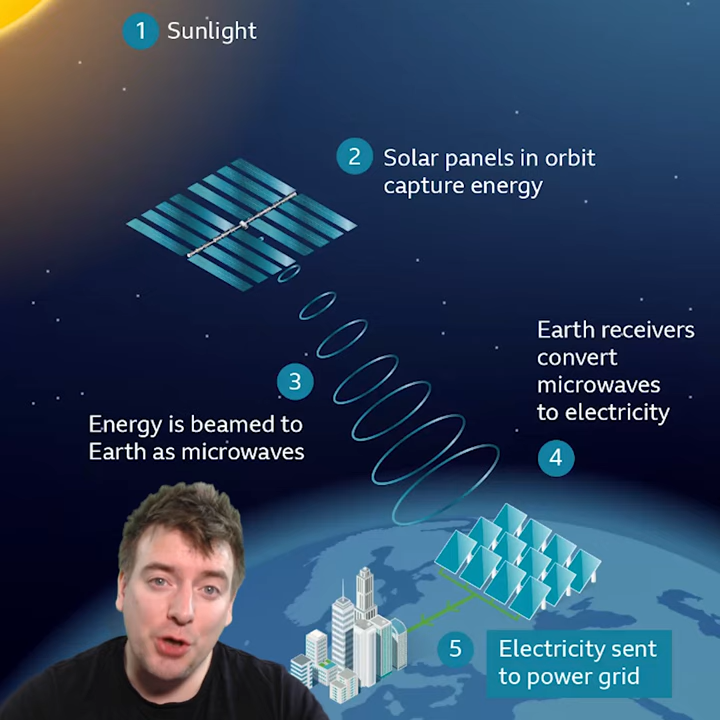 1 Sunlight
2 Solar panels in orbit
capture energy
3
Energy is beamed to
Earth as microwaves
Earth receivers
convert
microwaves
to electricity
4
5 Electricity sent
to power grid